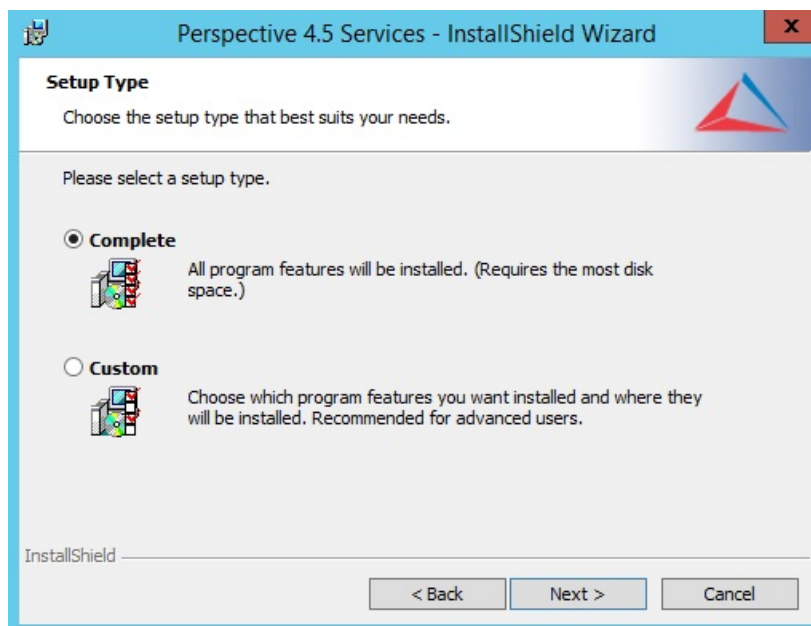 Perspective 4.5 Services - InstallShield Wizard
x
Setup Type
Choose the setup type that best suits your needs.
Please select a setup type.
Complete
All program features will be installed. (Requires the most disk
space.)
Custom
Choose which program features you want installed and where they
will be installed. Recommended for advanced users.
InstallShield
< Back Next > Cancel